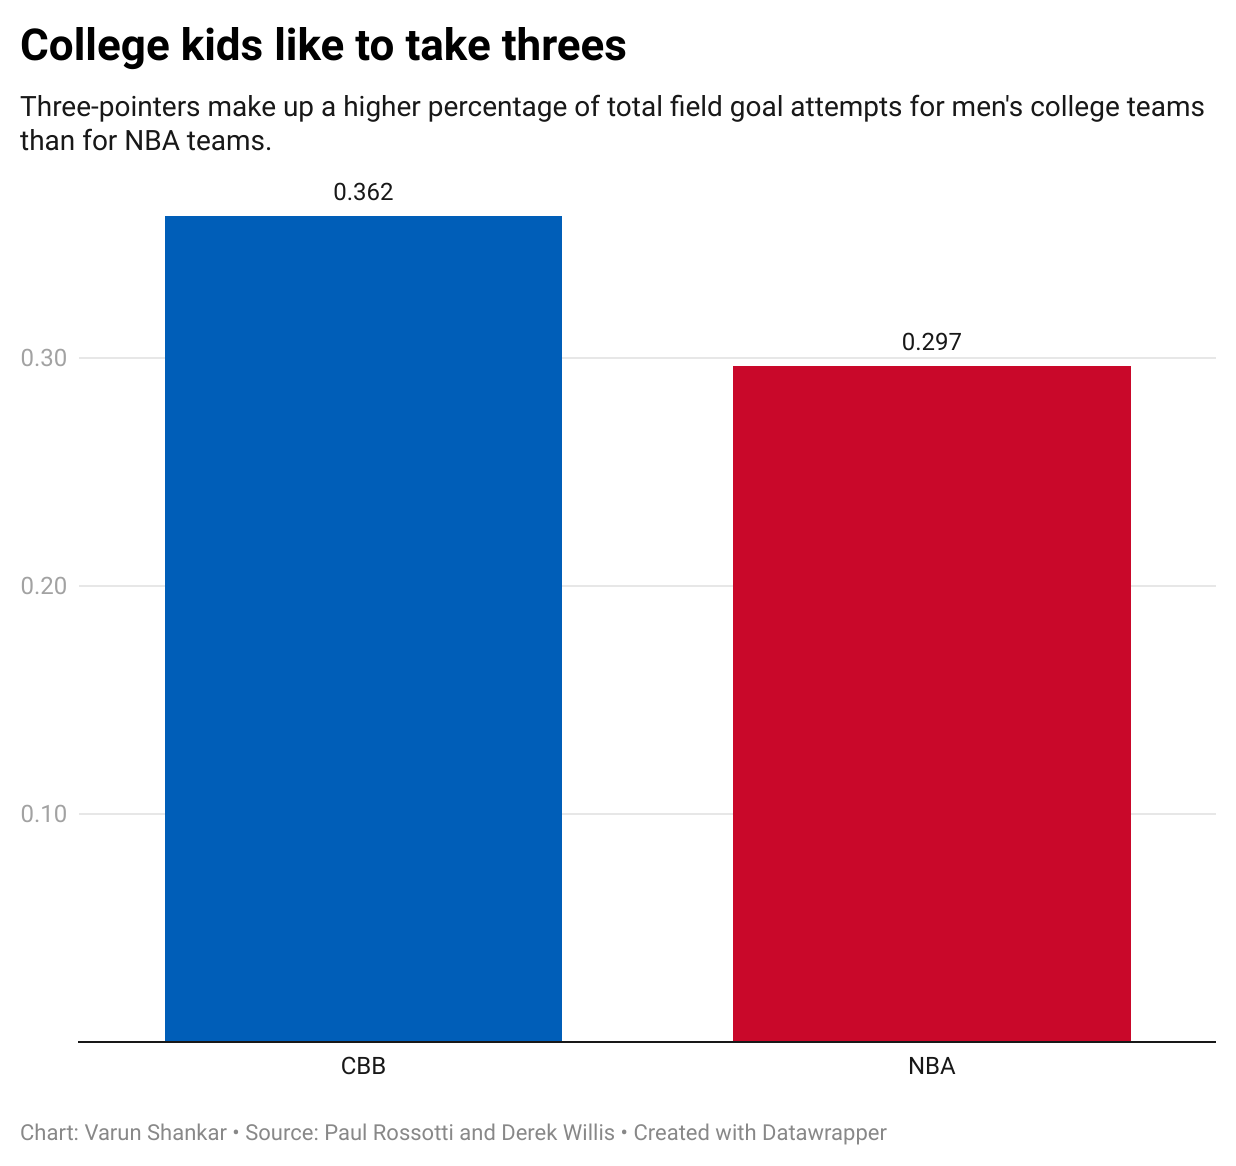 College kids like to take threes
Three-pointers make up a higher percentage of total field goal attempts for men's college teams
than for NBA teams.
0.362
0.297
0.30
0.20
0.10
CBB
NBA
Chart: Varun Shankar • Source: Paul Rossotti and Derek Willis • Created with Datawrapper